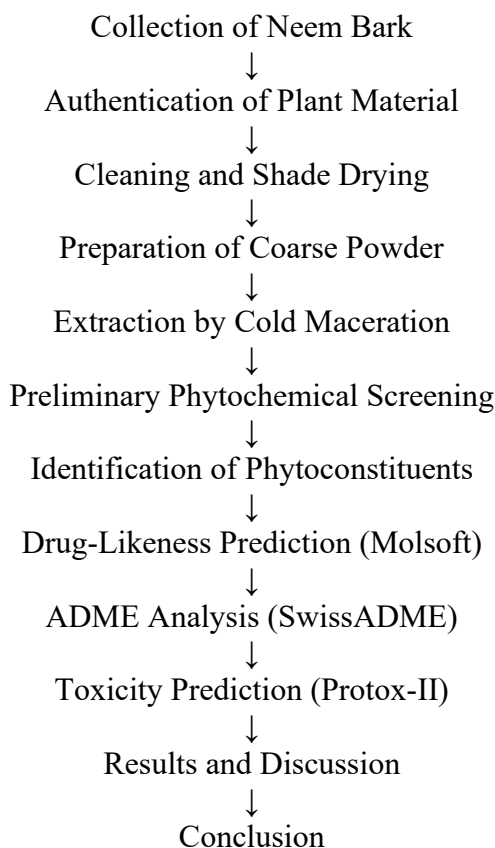 Collection of Neem Bark
↓
Authentication of Plant Material
↓
Cleaning and Shade Drying
↓
Preparation of Coarse Powder
↓
Extraction by Cold Maceration
↓
Preliminary Phytochemical Screening
↓
Identification of Phytoconstituents
↓
Drug-Likeness Prediction (Molsoft)
↓
ADME Analysis (SwissADME)
↓
Toxicity Prediction (Protox-II)
↓
Results and Discussion
↓
Conclusion